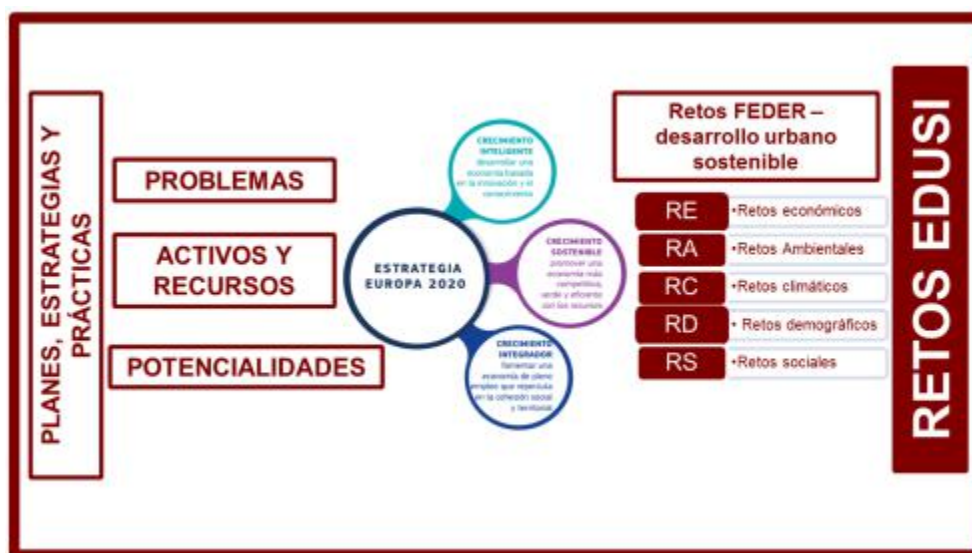 PLANES, ESTRATEGIAS Y
PRÁCTICAS
PROBLEMAS
ACTIVOS Y
RECURSOS
POTENCIALIDADES
ESTRATEGIA
EUROPA 2020
CRECIMIENTO
INTELIGENTE
desarrollar una
economía basada
en la innovación y el
conocimiento
CRECIMIENTO
SOSTENIBLE
promover una
economía más
competitiva,
verde y eficiente
con los recursos
CRECIMIENTO
INTEGRADOR
fomentar una
economía de pleno
empleo que repercuta
en la cohesión social
y territorial
Retos FEDER –
desarrollo urbano
sostenible
RE •Retos económicos
RA •Retos Ambientales
RC •Retos climáticos
RD • Retos demográficos
RS •Retos sociales
RETOS EDUSI